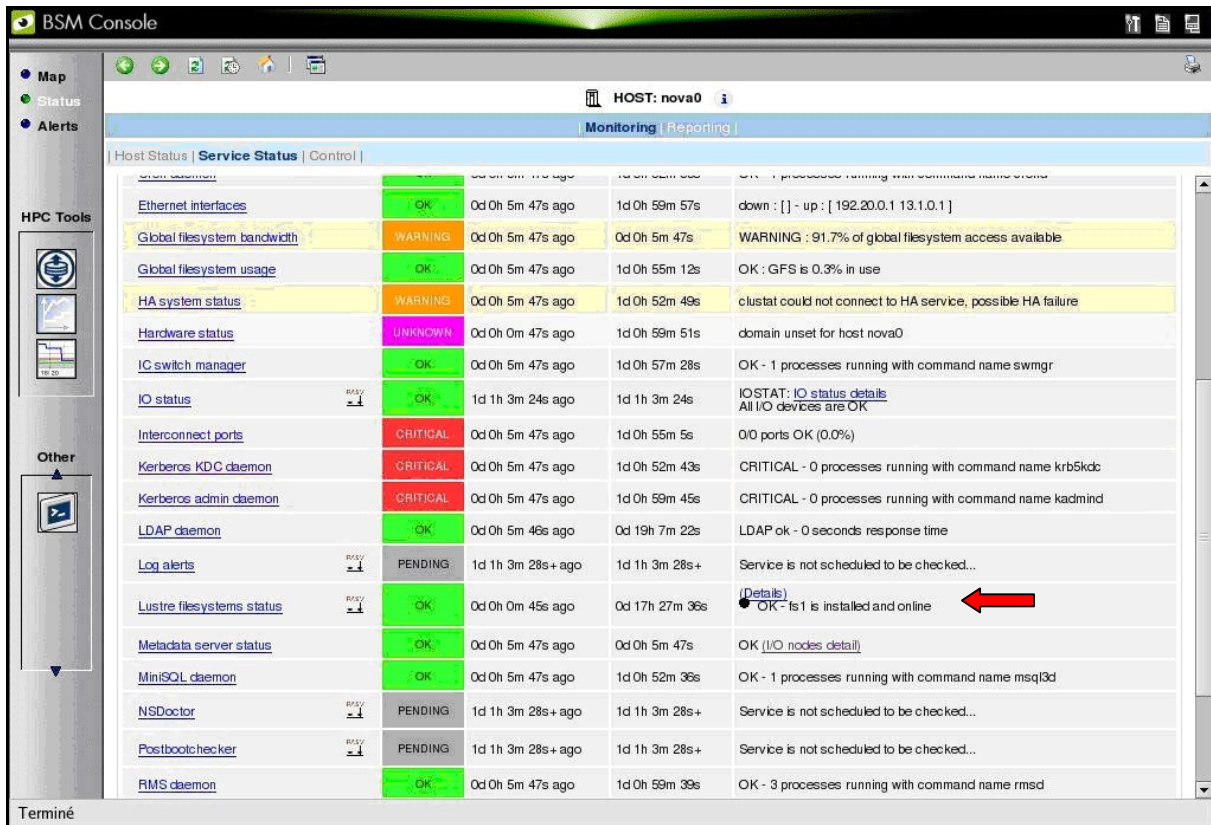 BSM Console
Map
Status
Alerts
HPC Tools
Other
HOST: nova0 i
Monitoring | Reporting |
| Host Status | Service Status | Control |
Ethernet interfaces OK 0d 0h 5m 47s ago 1d 0h 59m 57s down : [ ] - up : [ 192.20.0.1 13.1.0.1 ]
Global filesystem bandwidth WARNING 0d 0h 5m 47s ago 0d 0h 5m 47s WARNING : 91.7% of global filesystem access available
Global filesystem usage OK 0d 0h 5m 47s ago 1d 0h 55m 12s OK : GFS is 0.3% in use
HA system status WARNING 0d 0h 5m 47s ago 1d 0h 52m 49s clustat could not connect to HA service, possible HA failure
Hardware status UNKNOWN 0d 0h 0m 47s ago 1d 0h 59m 51s domain unset for host nova0
IC switch manager OK 0d 0h 5m 47s ago 1d 0h 57m 28s OK - 1 processes running with command name swmgr
IO status PASV OK 1d 1h 3m 24s ago 1d 1h 3m 24s IOSTAT: IO status details
All I/O devices are OK
Interconnect ports CRITICAL 0d 0h 5m 47s ago 1d 0h 55m 5s 0/0 ports OK (0.0%)
Kerberos KDC daemon CRITICAL 0d 0h 5m 47s ago 1d 0h 52m 43s CRITICAL - 0 processes running with command name krb5kdc
Kerberos admin daemon CRITICAL 0d 0h 5m 47s ago 1d 0h 59m 45s CRITICAL - 0 processes running with command name kadmind
LDAP daemon OK 0d 0h 5m 46s ago 0d 19h 7m 22s LDAP ok - 0 seconds response time
Log alerts PASV PENDING 1d 1h 3m 28s+ ago 1d 1h 3m 28s+ Service is not scheduled to be checked...
Lustre filesystems status PASV OK 0d 0h 0m 45s ago 0d 17h 27m 36s (Details)
OK - fs1 is installed and online
Metadata server status OK 0d 0h 5m 47s ago 0d 0h 5m 47s OK (I/O nodes detail)
MiniSQL daemon OK 0d 0h 5m 47s ago 1d 0h 52m 36s OK - 1 processes running with command name msql3d
NSDoctor PASV PENDING 1d 1h 3m 28s+ ago 1d 1h 3m 28s+ Service is not scheduled to be checked...
Postbootchecker PASV PENDING 1d 1h 3m 28s+ ago 1d 1h 3m 28s+ Service is not scheduled to be checked...
RMS daemon OK 0d 0h 5m 47s ago 1d 0h 59m 39s OK - 3 processes running with command name rmsd
Terminé